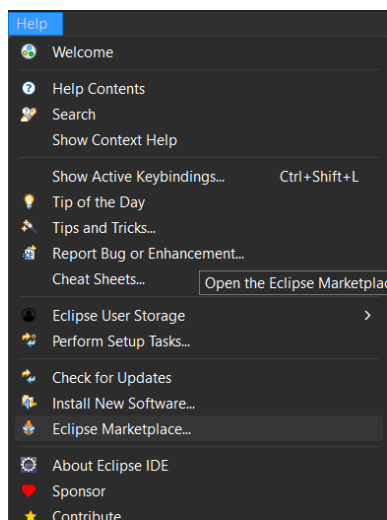 Help
Welcome
Help Contents
Search
Show Context Help
Show Active Keybindings... Ctrl+Shift+L
Tip of the Day
Tips and Tricks...
Report Bug or Enhancement...
Cheat Sheets...
Open the Eclipse Marketplac
Eclipse User Storage
Perform Setup Tasks...
Check for Updates
Install New Software...
Eclipse Marketplace...
About Eclipse IDE
Sponsor
Contribute